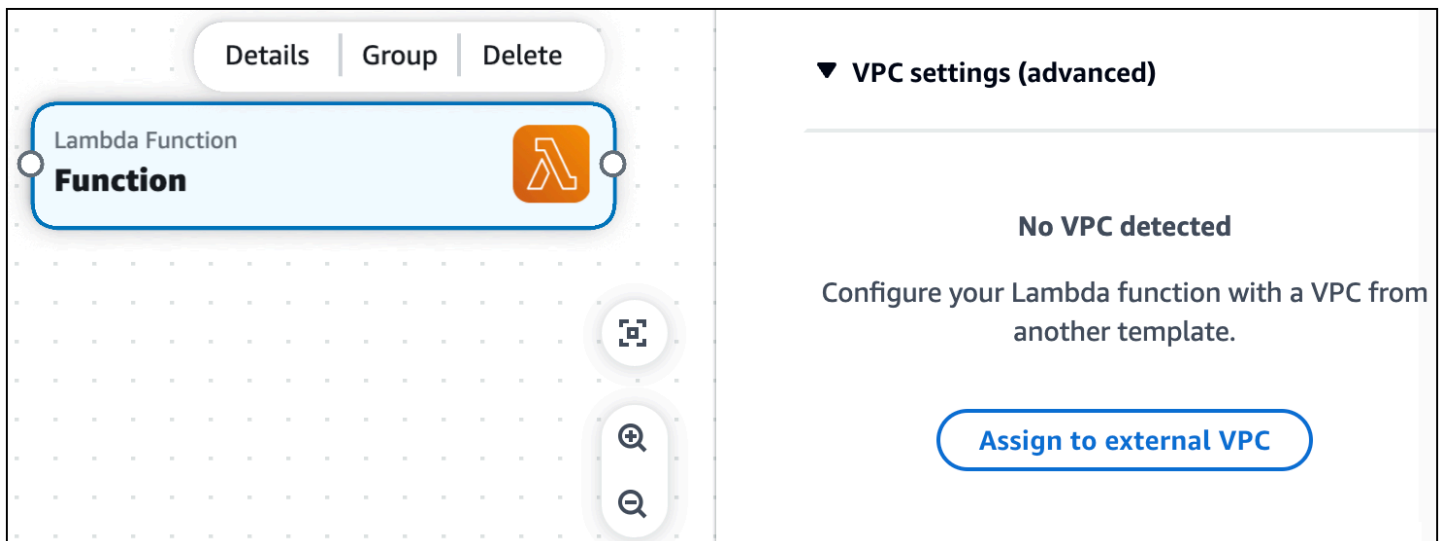 Details
Group
Delete
Lambda Function
Function
VPC settings (advanced)
No VPC detected
Configure your Lambda function with a VPC from
another template.
Assign to external VPC